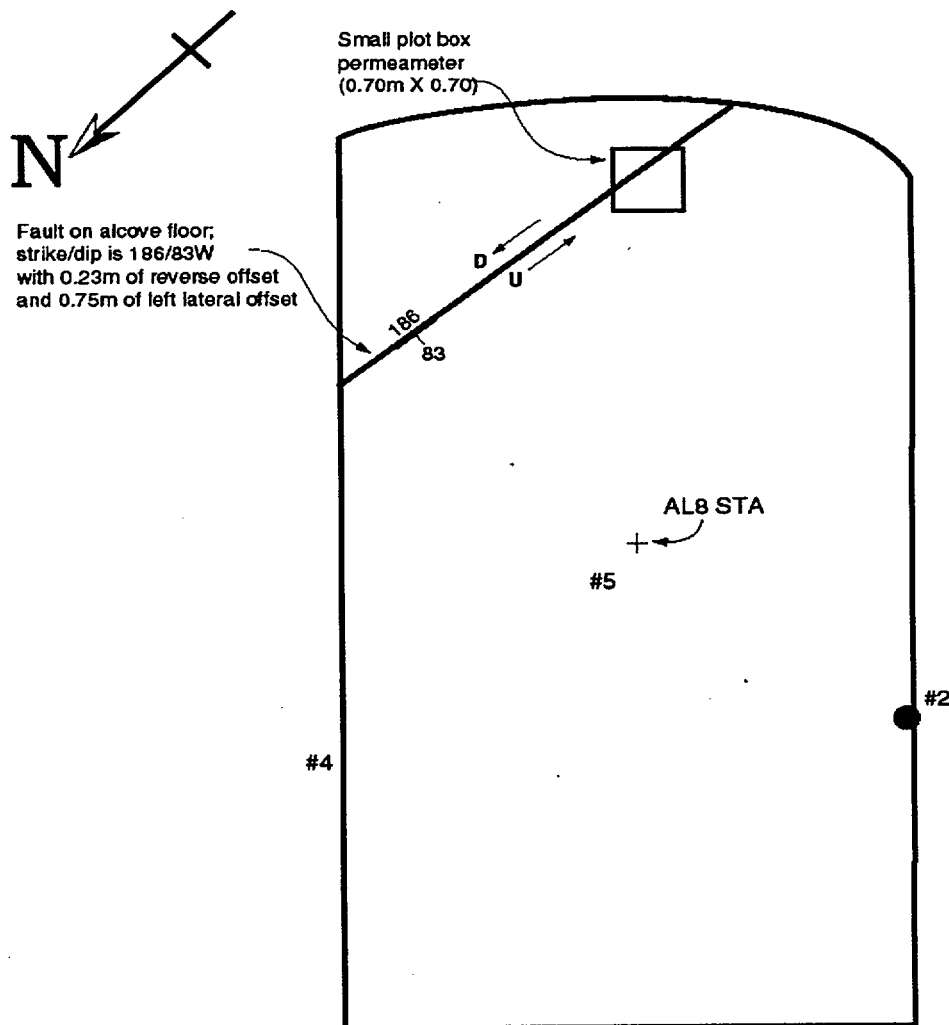 Small plot box
permeameter
(0.70m X 0.70)
N
Fault on alcove floor;
strike/dip is 186/83W
with 0.23m of reverse offset
and 0.75m of left lateral offset
D
U
186
83
AL8 STA
#5
#2
#4